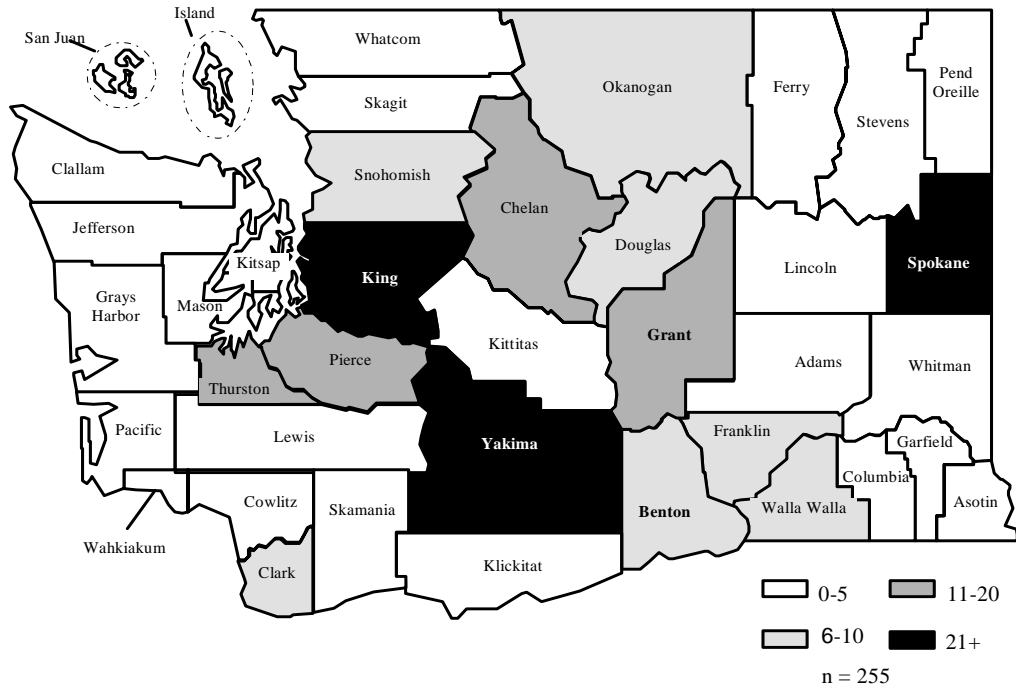 Island
San Juan
Whatcom
Skagit
Okanogan
Ferry
Pend
Oreille
Stevens
Clallam
Snohomish
Chelan
Jefferson
Douglas
Kitsap
King
Lincoln
Spokane
Grays
Harbor
Mason
Grant
Kittitas
Pierce
Adams
Whitman
Thurston
Pacific
Lewis
Yakima
Franklin
Garfield
Columbia
Cowlitz
Skamania
Benton
Walla Walla
Asotin
Wahkiakum
Clark
Klickitat
0-5
11-20
6-10
21+
n = 255